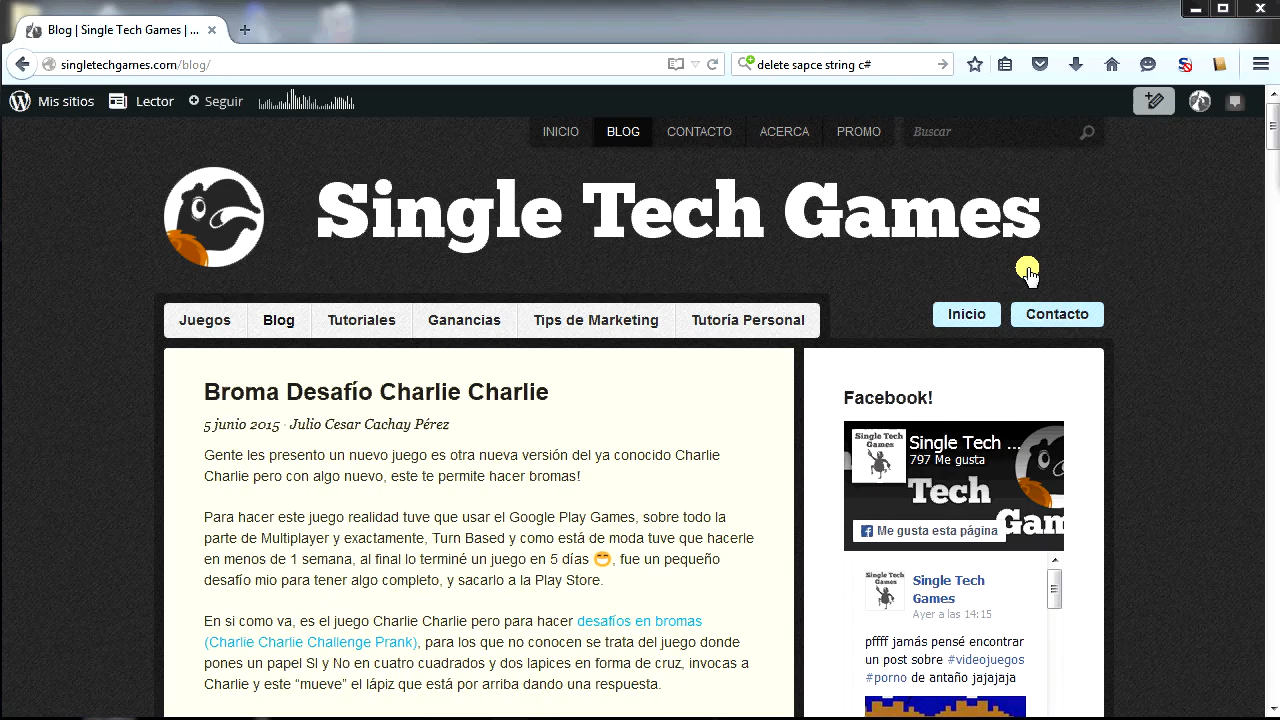 Blog | Single Tech Games | ...
singletechgames.com/blog/
delete sapce string c#
Mis sitios
Lector
Seguir
INICIO
BLOG
CONTACTO
ACERCA
PROMO
Buscar
Single Tech Games
Juegos
Blog
Tutoriales
Ganancias
Tips de Marketing
Tutoría Personal
Inicio
Contacto
Broma Desafío Charlie Charlie
5 junio 2015 · Julio Cesar Cachay Pérez
Gente les presento un nuevo juego es otra nueva versión del ya conocido Charlie
Charlie pero con algo nuevo, este te permite hacer bromas!
Para hacer este juego realidad tuve que usar el Google Play Games, sobre todo la
parte de Multiplayer y exactamente, Turn Based y como está de moda tuve que hacerle
en menos de 1 semana, al final lo terminé un juego en 5 días 😁, fue un pequeño
desafío mio para tener algo completo, y sacarlo a la Play Store.
En si va, es el juego Charlie Charlie pero para hacer desafíos en bromas
(Charlie Charlie Challenge Prank), para los que no conocen se trata del juego donde
pones un papel SI y No en cuatro cuadrados y dos lapices en forma de cruz, invocas a
Charlie y este “mueve” el lápiz que está por arriba dando una respuesta.
Facebook!
Single Tech Games
Single Tech ...
797 Me gusta
Tech
Gam
Me gusta esta página
Single Tech Games
Single Tech
Games
Ayer a las 14:15
pffff jamás pensé encontrar
un post sobre #videojuegos
#porno de antaño jajajaja